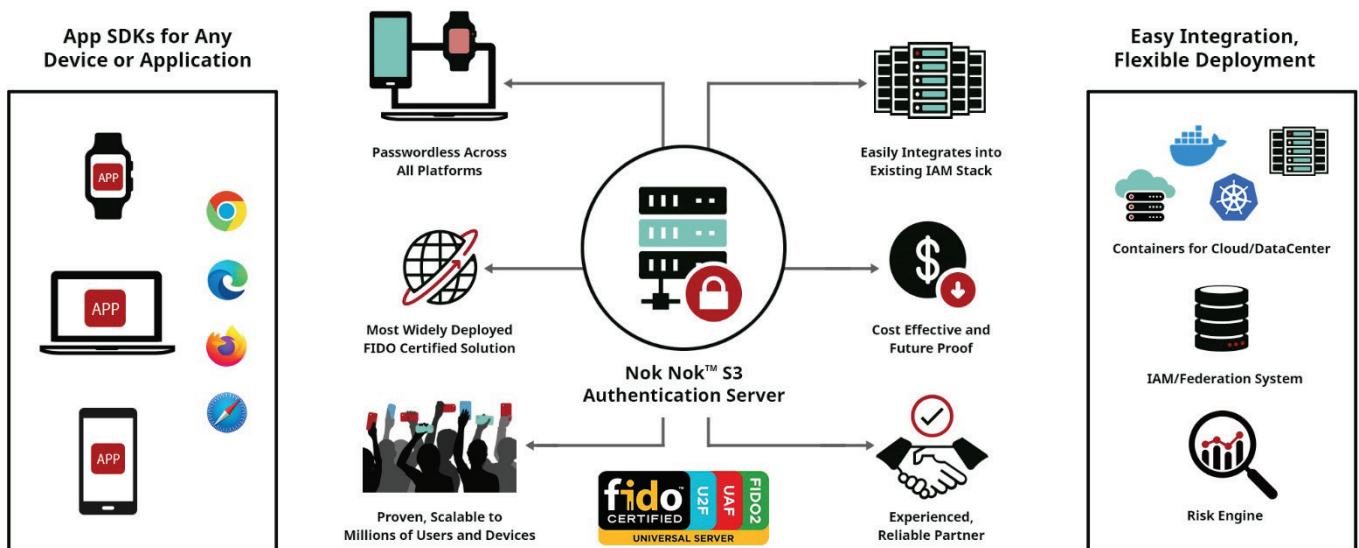 App SDKs for Any
Device or Application
APP
APP
APP
Passwordless Across
All Platforms
Most Widely Deployed
FIDO Certified Solution
Proven, Scalable to
Millions of Users and Devices
Nok Nok™ S3
Authentication Server
fido
CERTIFIED
U2F
UAF
FIDO2
UNIVERSAL SERVER
Easily Integrates into
Existing IAM Stack
$
Cost Effective and
Future Proof
Experienced,
Reliable Partner
Easy Integration,
Flexible Deployment
Containers for Cloud/DataCenter
IAM/Federation System
Risk Engine